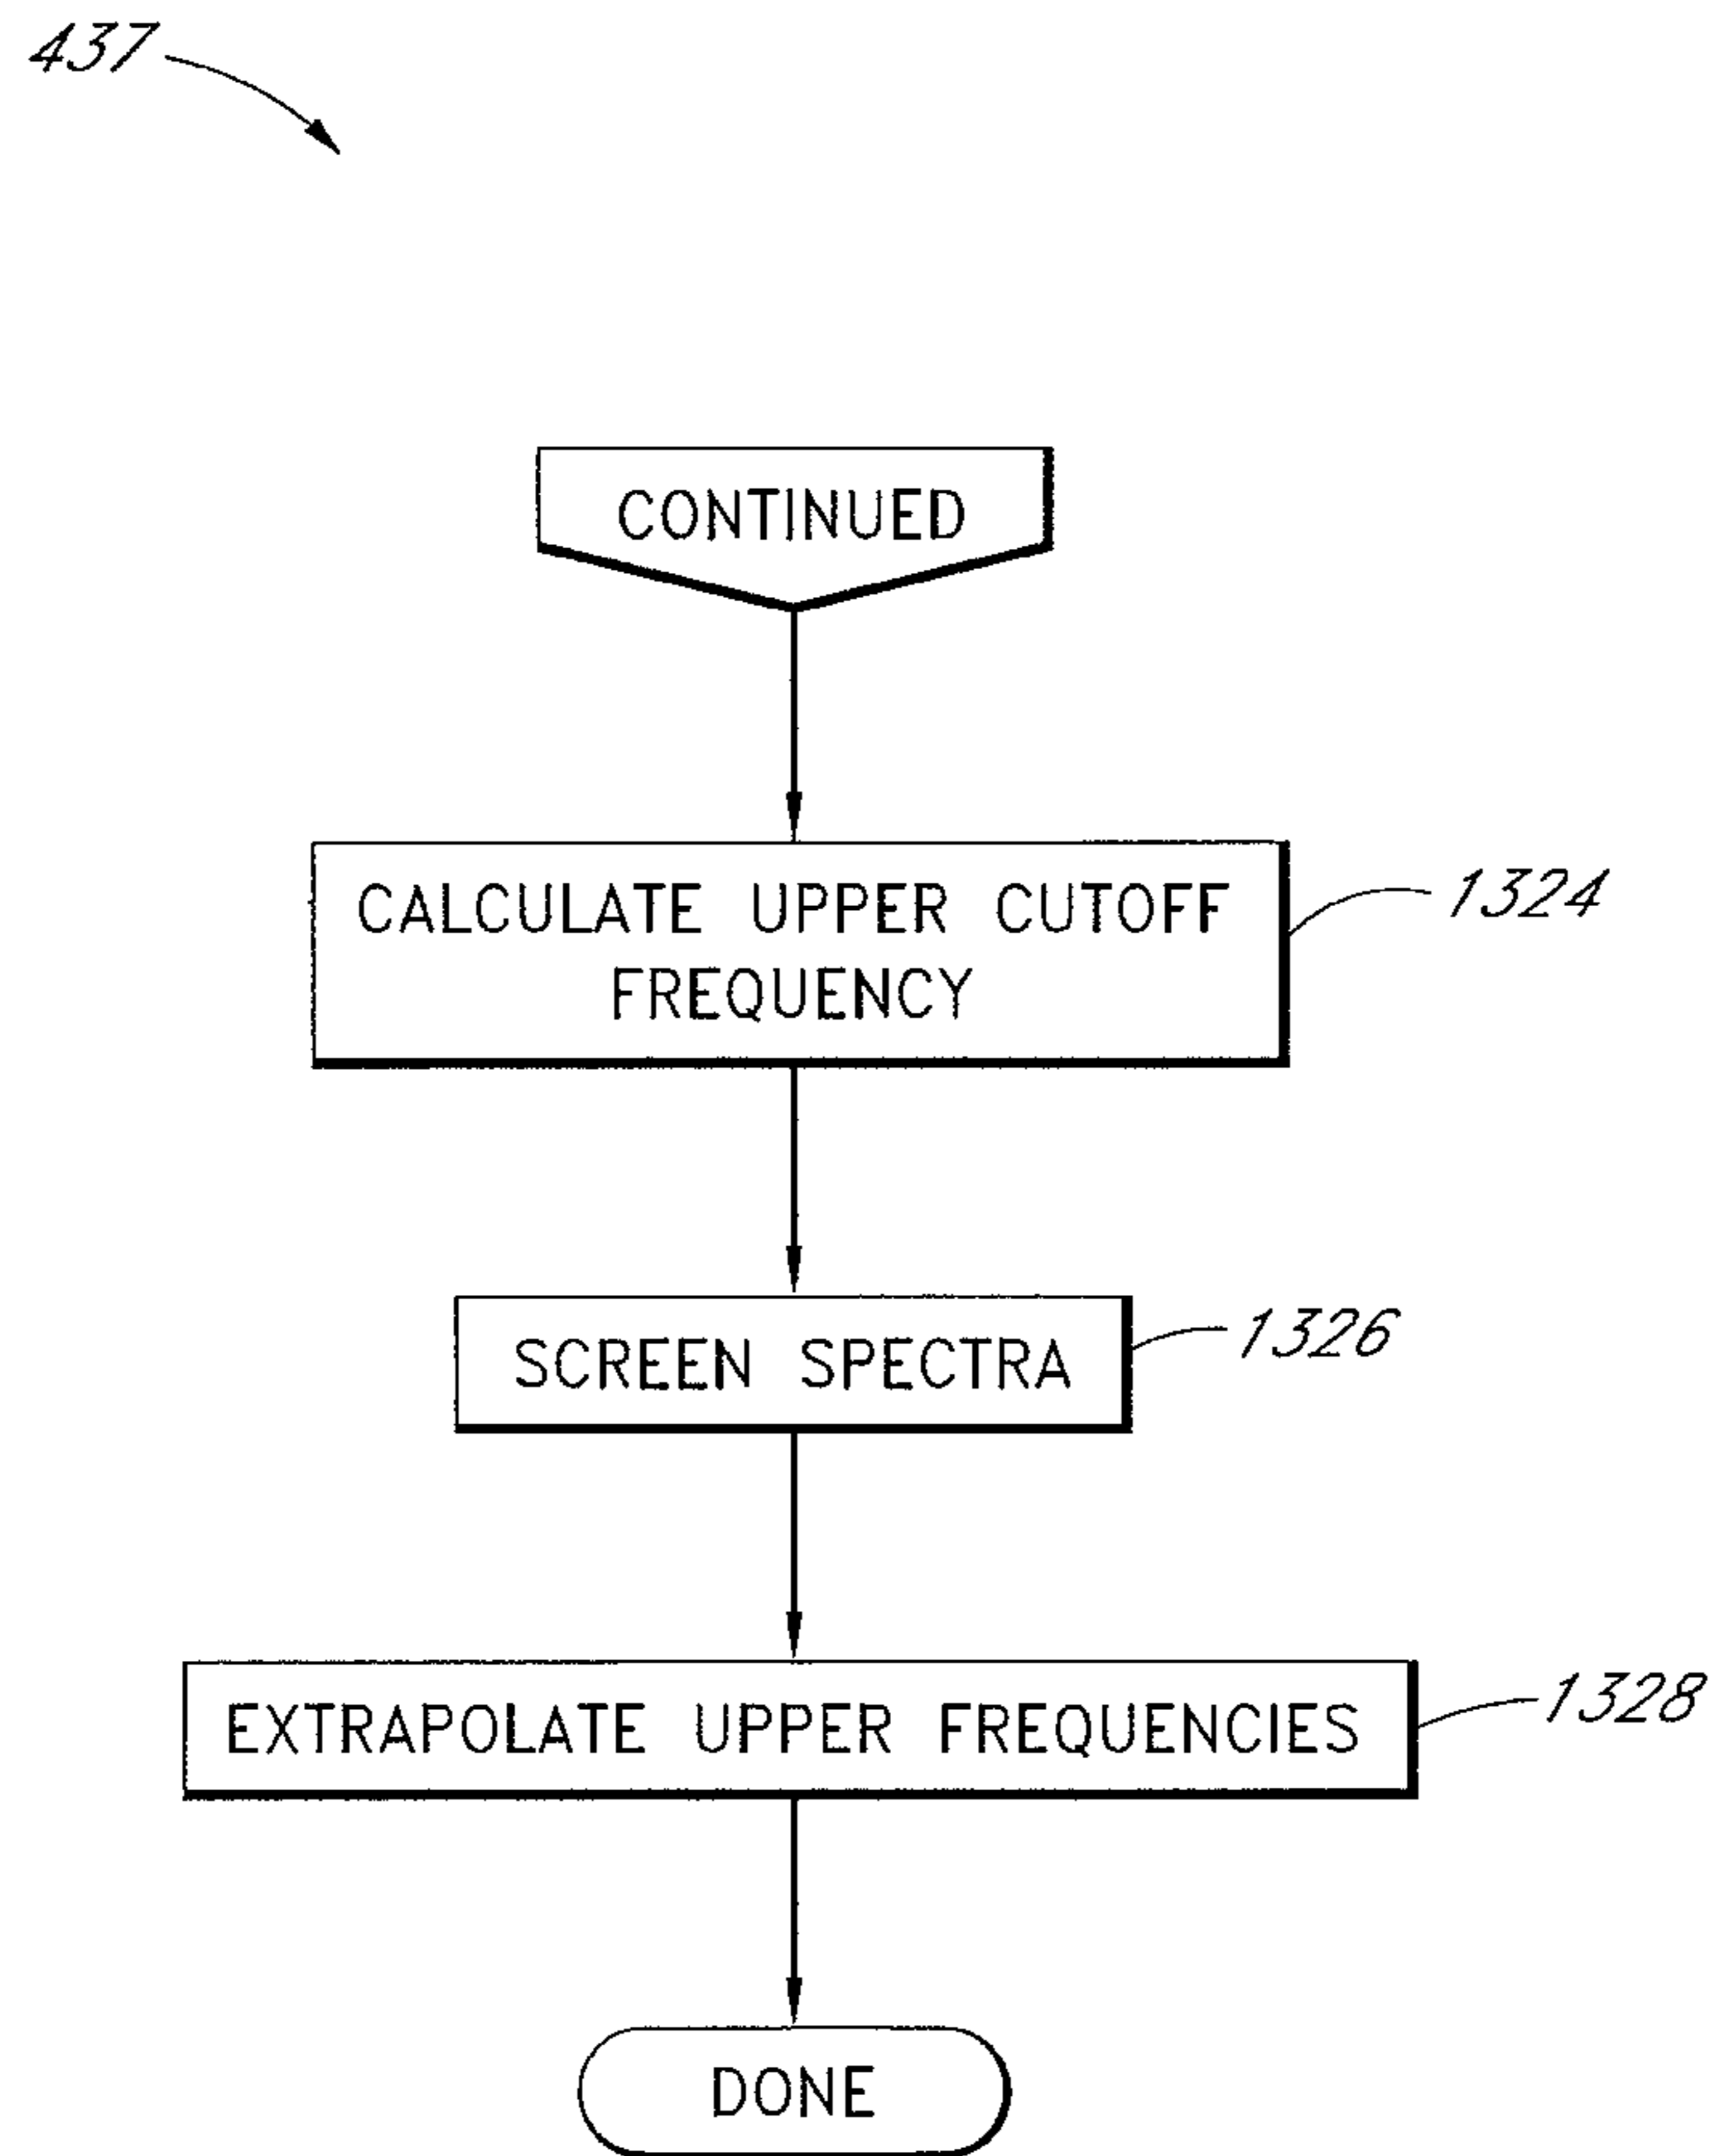 437
CONTINUED
CALCULATE UPPER CUTOFF
FREQUENCY
1324
SCREEN SPECTRA
1326
EXTRAPOLATE UPPER FREQUENCIES
1328
DONE